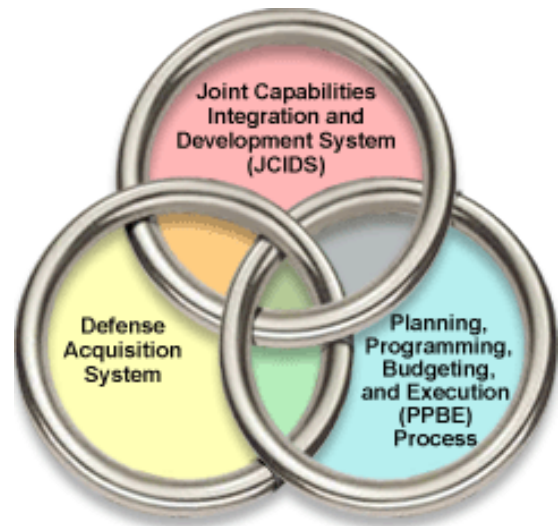 Joint Capabilities
Integration and
Development System
(JCIDS)
Defense
Acquisition
System
Planning,
Programming,
Budgeting,
and Execution
(PPBE)
Process